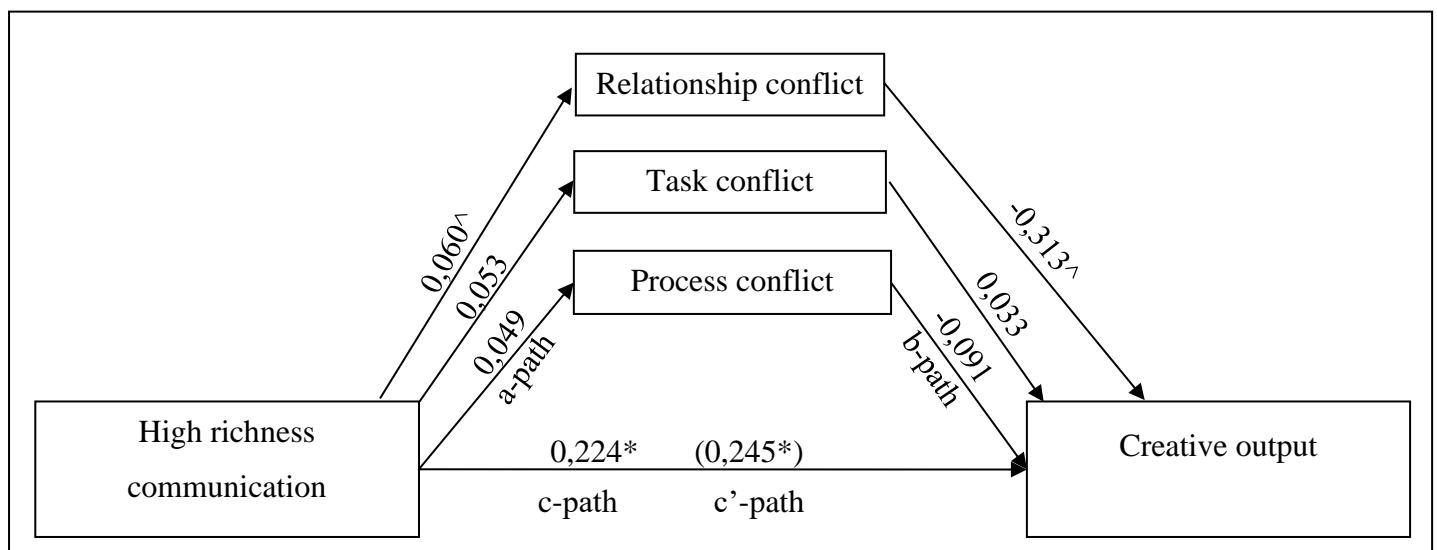 Relationship conflict
Task conflict
Process conflict
0,060^
0,053
0,049
a-path
-0,313^
0,033
-0,091
b-path
High richness
communication
0,224* (0,245*)
c-path c’-path
Creative output